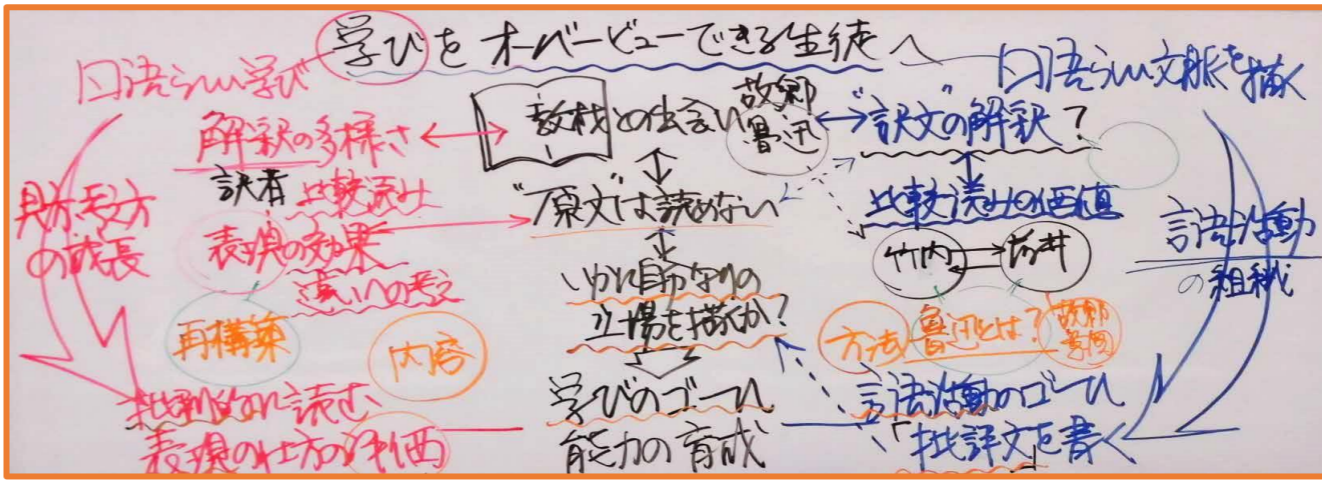 学びをオーバービューできる生徒へ
国語らしい学び
国語らしい文脈を描く
解釈の多様さ
教材との出会い
故郷
魯迅
"訳文"の解釈?
訳者 比較読み
"原文"は読めない
比較読みの価値
見方・考え方
の成長
表現の効果
違いの考え
いかに自分なりの
立場を描くか?
竹内
言語活動
の組織
再構築
内容
方法
魯迅とは?
故郷
批判的に読む
表現の仕方の評価
学びのゴール
能力の育成
言語活動のゴール
「批評文を書く」